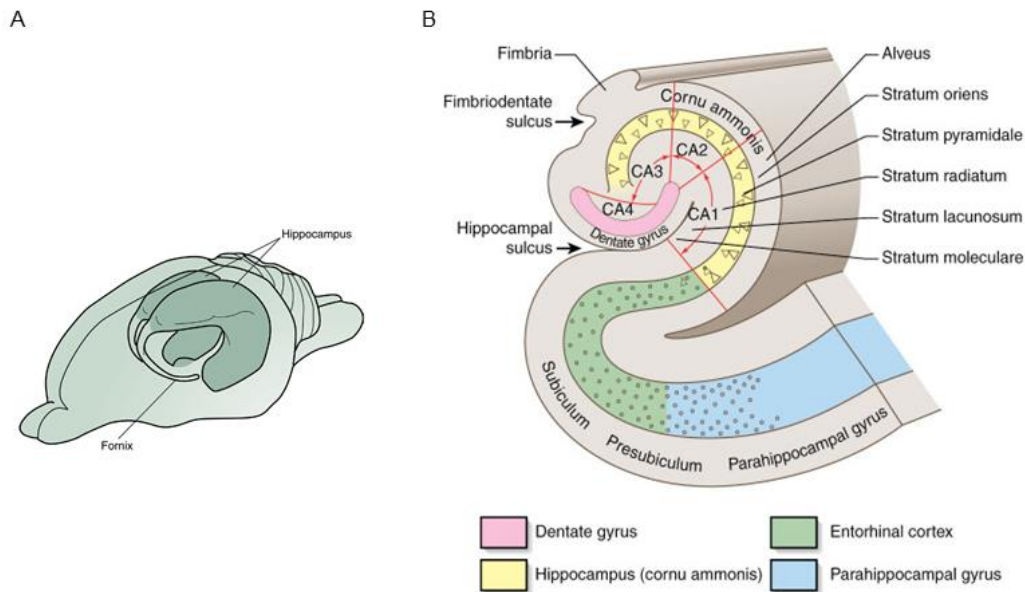 A
Hippocampus
Fornix
B
Fimbria
Fimbriodentate
sulcus
Hippocampal
sulcus
Cornu ammonis
CA2
CA3
CA4
CA1
Dentate gyrus
Alveus
Stratum oriens
Stratum pyramidale
Stratum radiatum
Stratum lacunosum
Stratum moleculare
Subiculum
Presubiculum
Parahippocampal gyrus
Dentate gyrus
Hippocampus (cornu ammonis)
Entorhinal cortex
Parahippocampal gyrus